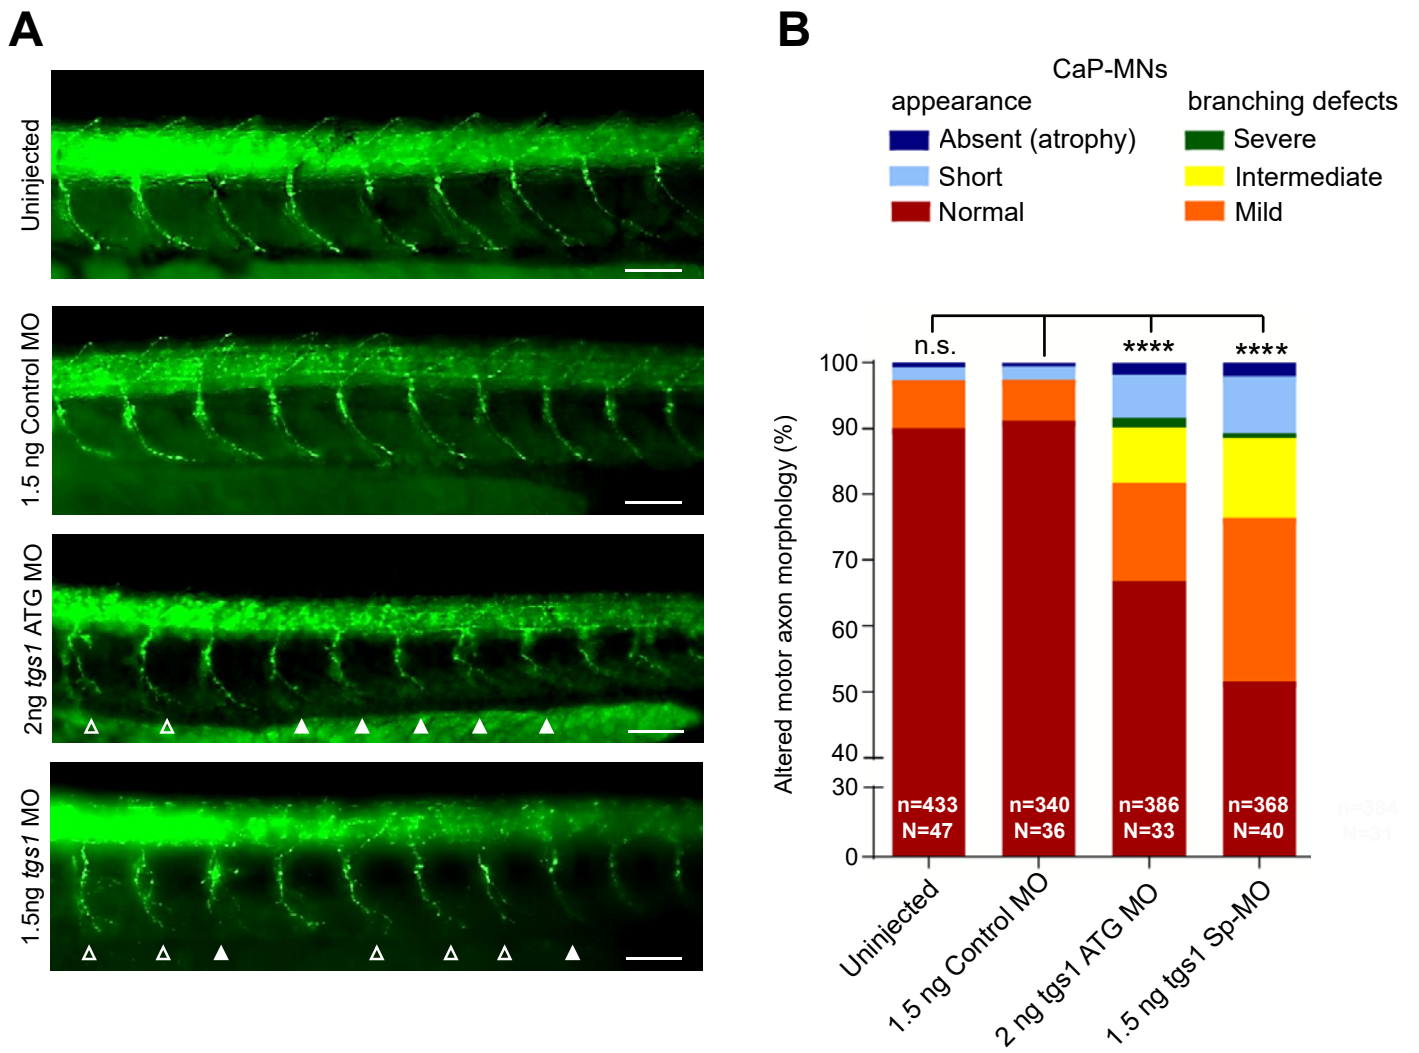 A
Uninjected
1.5 ng Control MO
2ng tgs1 ATG MO
1.5ng tgs1 MO
B
CaP-MNs
appearance
Absent (atrophy)
Short
Normal
branching defects
Severe
Intermediate
Mild
Altered motor axon morphology (%)
n.s.
****
****
100
90
80
70
60
50
40
30
0
n=433
N=47
n=340
N=36
n=386
N=33
n=368
N=40
n=384
N=31
Uninjected
1.5 ng Control MO
2 ng tgs1 ATG MO
1.5 ng tgs1 Sp-MO